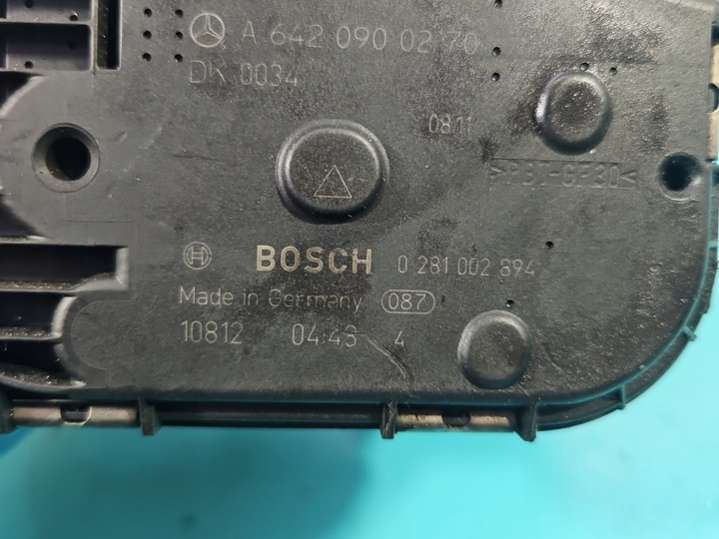 A 642 090 02 70
DK 0034
0811
>PBT-GF30<
BOSCH 0 281 002 894
Made in Germany 087
10812 04:43 4